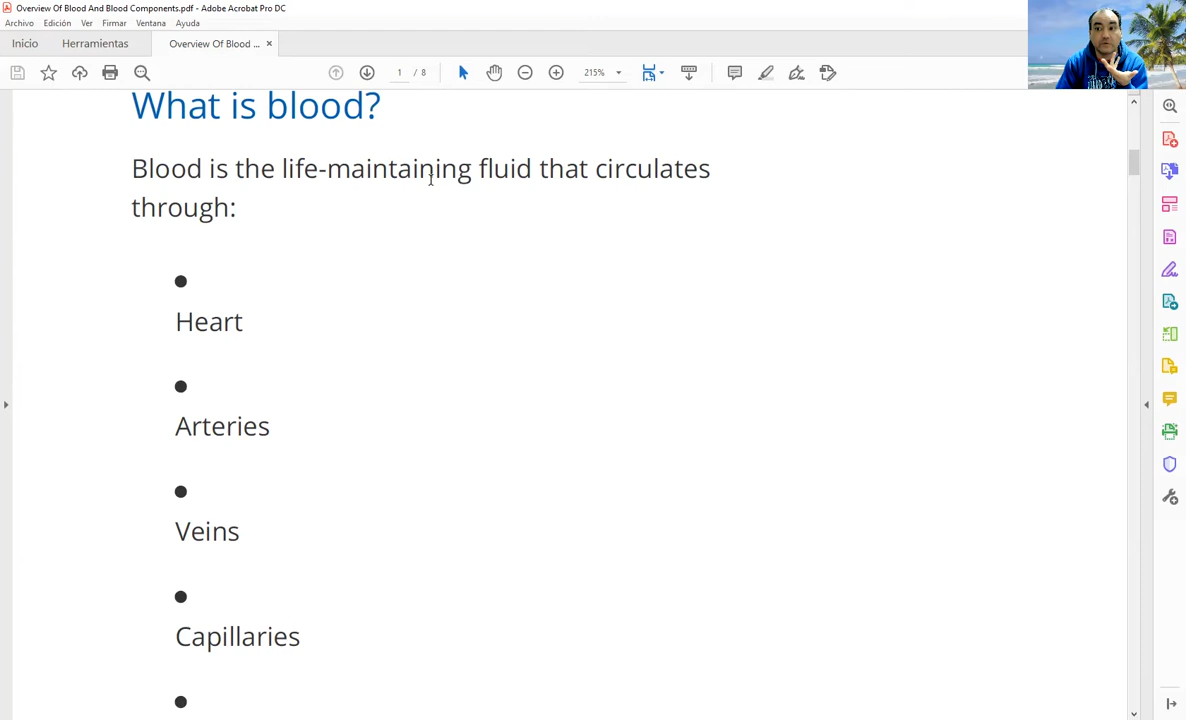 Overview Of Blood And Blood Components.pdf - Adobe Acrobat Pro DC
Archivo Edición Ver Firmar Ventana Ayuda
Inicio Herramientas Overview Of Blood ... ×
1 / 8 215%
What is blood?
Blood is the life-maintaining fluid that circulates
through:
●
Heart
●
Arteries
●
Veins
●
Capillaries
●